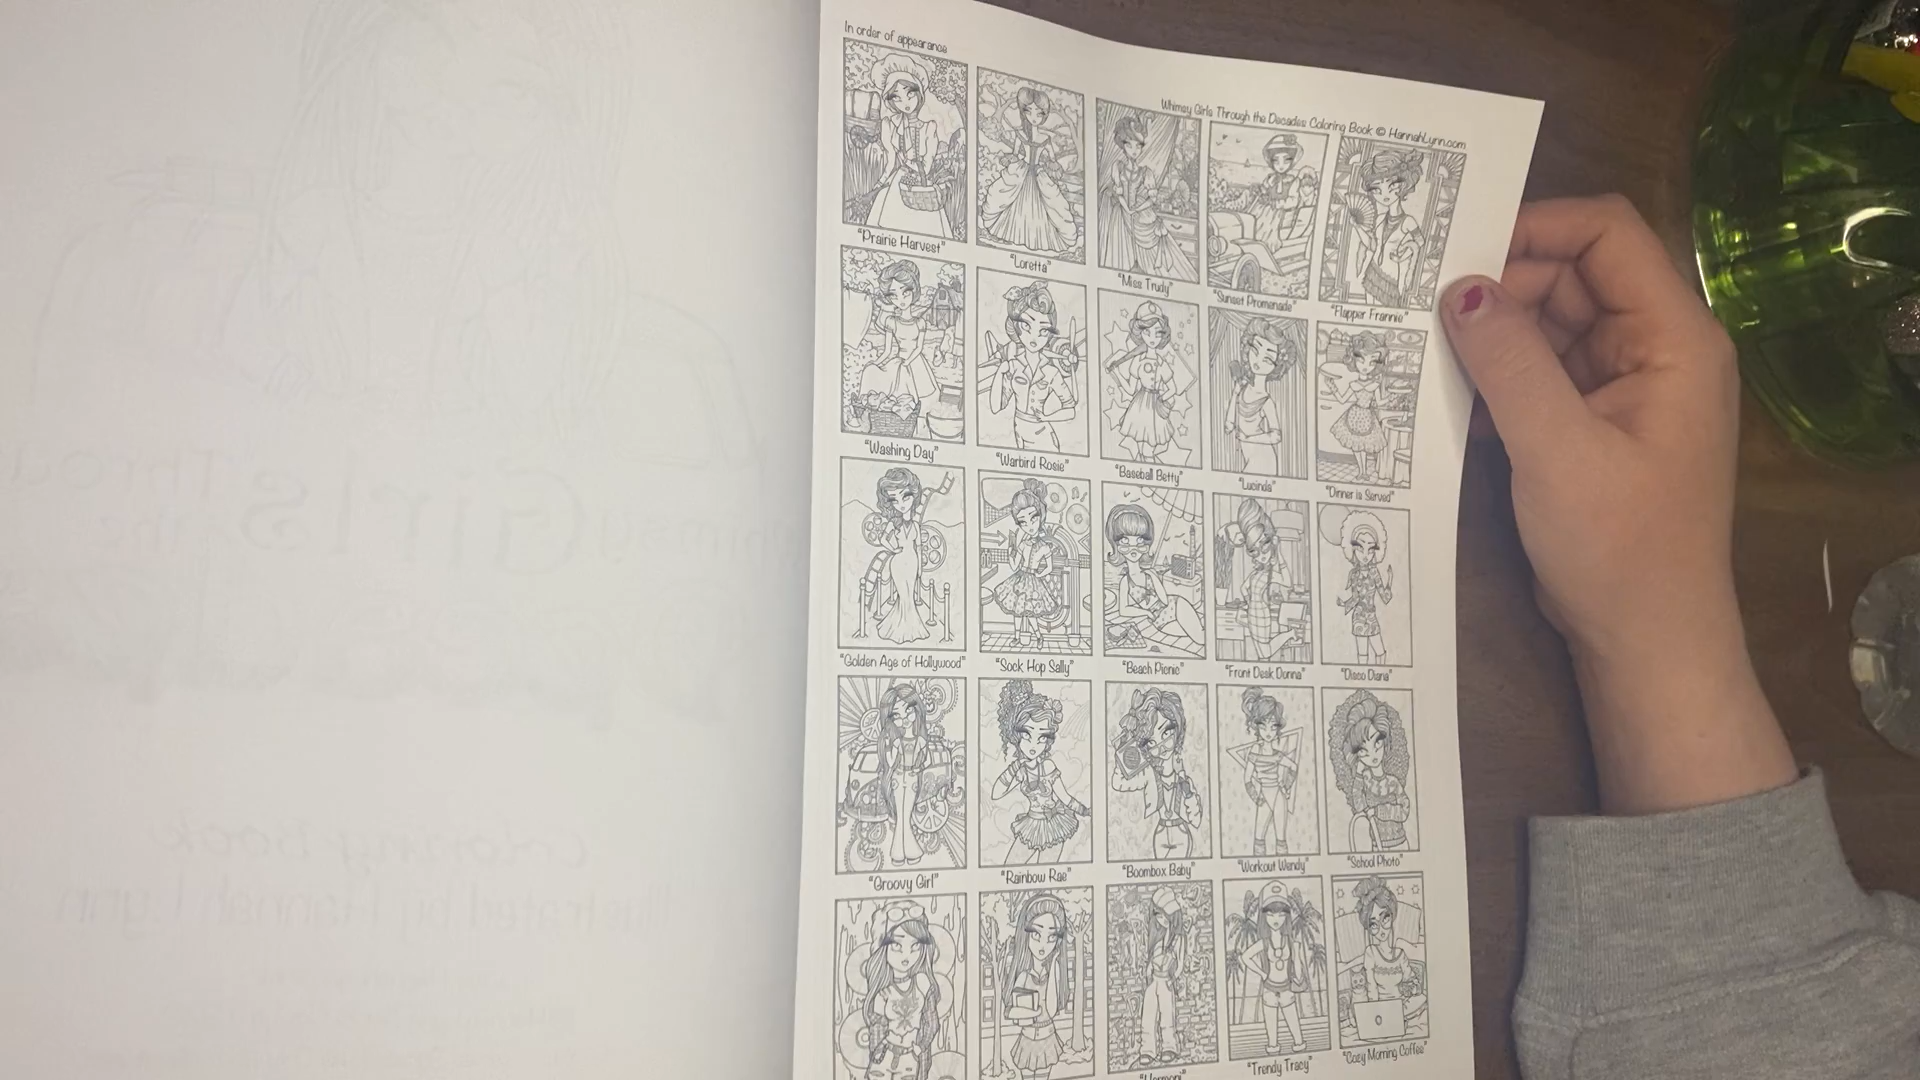 In order of appearance
Whimsy Girls Through the Decades Coloring Book © HannahLynn.com
"Prairie Harvest"
"Loretta"
"Miss Trudy"
"Sunset Promenade"
"Flapper Frannie"
"Washing Day"
"Warbird Rosie"
"Baseball Betty"
"Lucinda"
"Dinner is Served"
"Golden Age of Hollywood"
"Sock Hop Sally"
"Beach Picnic"
"Front Desk Donna"
"Disco Diana"
"Groovy Girl"
"Rainbow Rae"
"Boombox Baby"
"Workout Wendy"
"School Photo"
"Trendy Tracy"
"Cozy Morning Coffee"